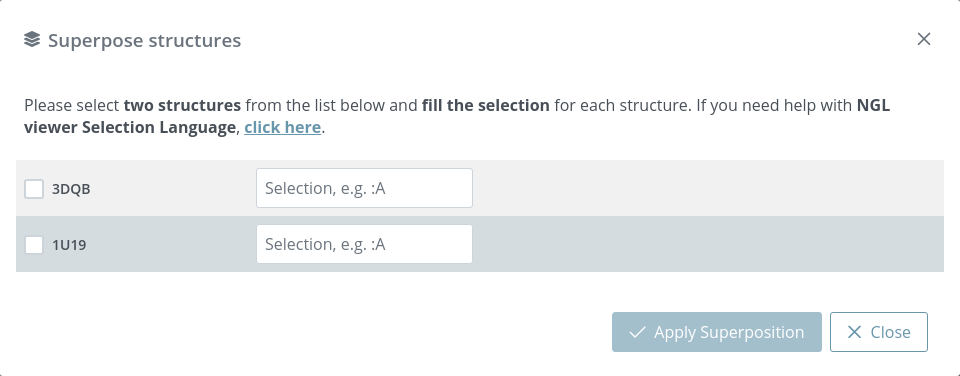 Superpose structures
Please select two structures from the list below and fill the selection for each structure. If you need help with NGL
viewer Selection Language, click here.
3DQB
Selection, e.g. :A
1U19
Selection, e.g. :A
Apply Superposition
Close